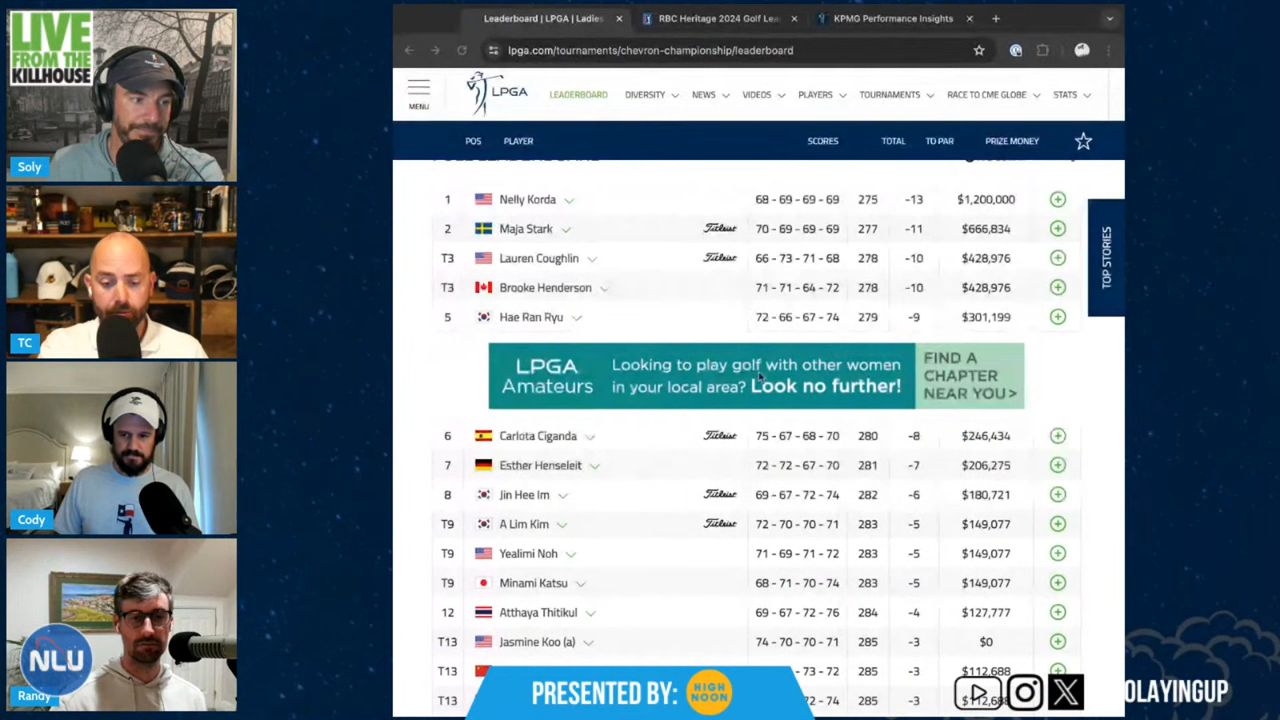 LIVE
FROM THE
KILLHOUSE
Soly
TC
Cody
NLU
Randy
Leaderboard | LPGA | Ladies
RBC Heritage 2024 Golf Lea
KPMG Performance Insights
lpga.com/tournaments/chevron-championship/leaderboard
MENU
LPGA
LEADERBOARD DIVERSITY NEWS VIDEOS PLAYERS TOURNAMENTS RACE TO CME GLOBE STATS
POS PLAYER SCORES TOTAL TO PAR PRIZE MONEY
1 Nelly Korda 68 - 69 - 69 - 69 275 -13 $1,200,000
2 Maja Stark Titleist 70 - 69 - 69 - 69 277 -11 $666,834
T3 Lauren Coughlin Titleist 66 - 73 - 71 - 68 278 -10 $428,976
T3 Brooke Henderson 71 - 71 - 64 - 72 278 -10 $428,976
5 Hae Ran Ryu 72 - 66 - 67 - 74 279 -9 $301,199
TOP STORIES
LPGA
Amateurs
Looking to play golf with other women
in your local area? Look no further!
FIND A
CHAPTER
NEAR YOU>
6 Carlota Ciganda Titleist 75 - 67 - 68 - 70 280 -8 $246,434
7 Esther Henseleit 72 - 72 - 67 - 70 281 -7 $206,275
8 Jin Hee Im Titleist 69 - 67 - 72 - 74 282 -6 $180,721
T9 A Lim Kim Titleist 72 - 70 - 70 - 71 283 -5 $149,077
T9 Yealimi Noh 71 - 69 - 71 - 72 283 -5 $149,077
T9 Minami Katsu 68 - 71 - 70 - 74 283 -5 $149,077
12 Atthaya Thitikul 69 - 67 - 72 - 76 284 -4 $127,777
T13 Jasmine Koo (a) 74 - 70 - 70 - 71 285 -3 $0
T13 - 73 - 72 285 -3 $112,688
T13 - 74 - 75 285 -3 $112,688
PRESENTED BY:
HIGH
NOON
OLAYINGUP